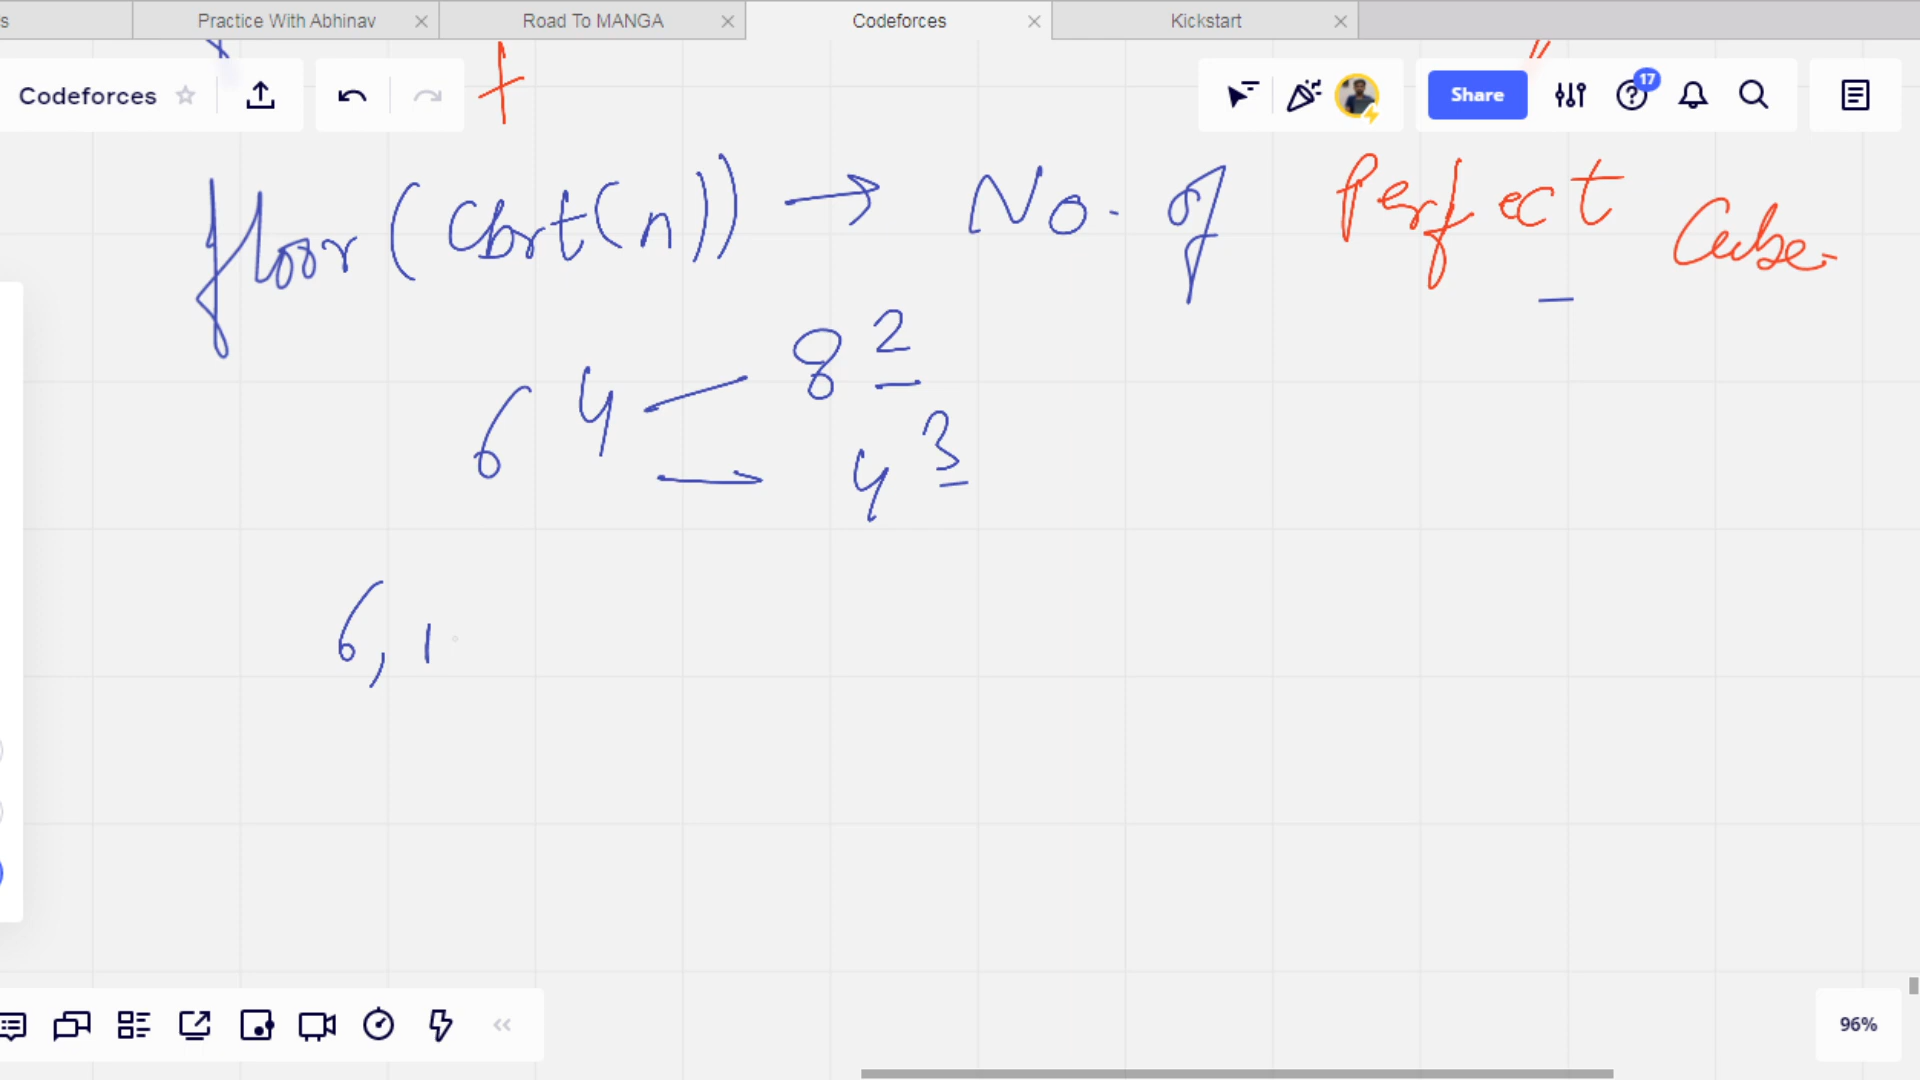 s Practice With Abhinav Road To MANGA Codeforces Kickstart
Codeforces Share 17
+
floor(cbrt(n)) → No. of Perfect Cube.
8²
64
4³
6, 1
96%